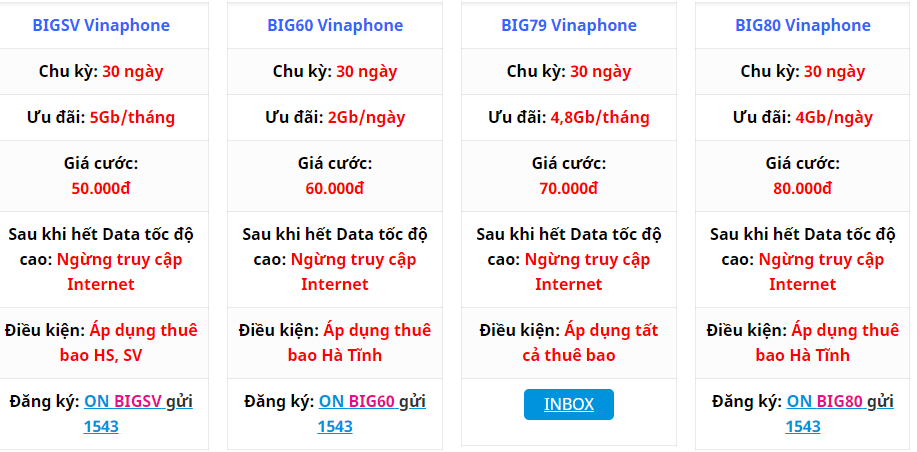 BIGSV Vinaphone
Chu kỳ: 30 ngày
Ưu đãi: 5Gb/tháng
Giá cước:
50.000đ
Sau khi hết Data tốc độ
cao: Ngừng truy cập
Internet
Điều kiện: Áp dụng thuê
bao HS, SV
Đăng ký: ON BIGSV gửi
1543
BIG60 Vinaphone
Chu kỳ: 30 ngày
Ưu đãi: 2Gb/ngày
Giá cước:
60.000đ
Sau khi hết Data tốc độ
cao: Ngừng truy cập
Internet
Điều kiện: Áp dụng thuê
bao Hà Tĩnh
Đăng ký: ON BIG60 gửi
1543
BIG79 Vinaphone
Chu kỳ: 30 ngày
Ưu đãi: 4,8Gb/tháng
Giá cước:
70.000đ
Sau khi hết Data tốc độ
cao: Ngừng truy cập
Internet
Điều kiện: Áp dụng tất
cả thuê bao
INBOX
BIG80 Vinaphone
Chu kỳ: 30 ngày
Ưu đãi: 4Gb/ngày
Giá cước:
80.000đ
Sau khi hết Data tốc độ
cao: Ngừng truy cập
Internet
Điều kiện: Áp dụng thuê
bao Hà Tĩnh
Đăng ký: ON BIG80 gửi
1543